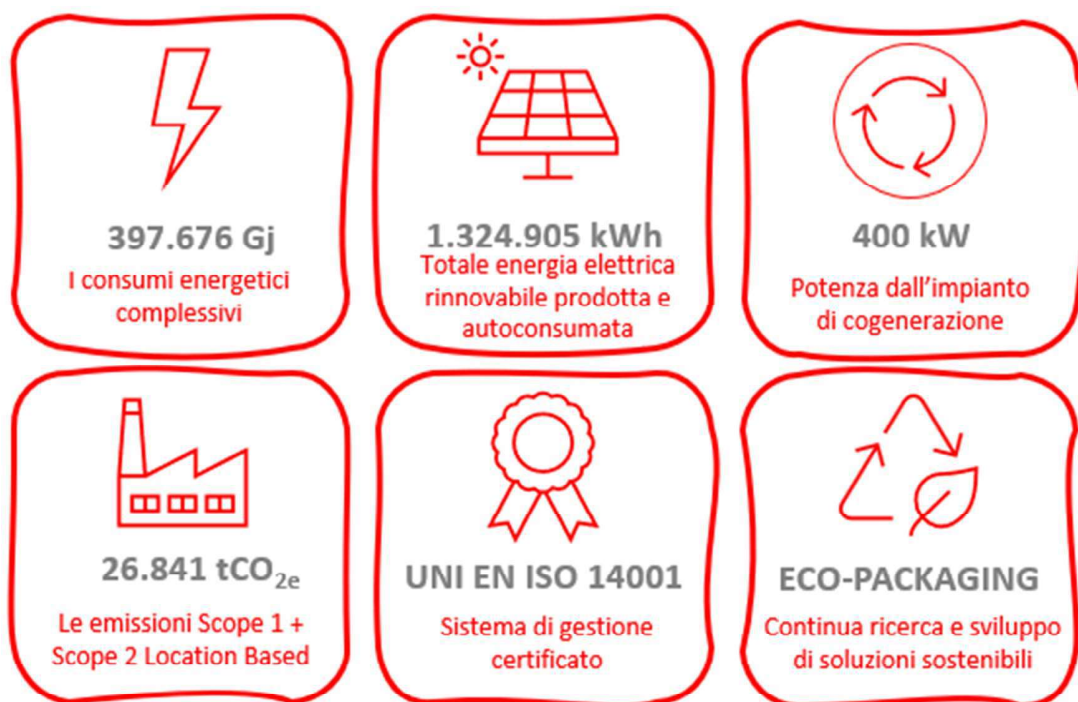 397.676 Gj
I consumi energetici
complessivi
1.324.905 kWh
Totale energia elettrica
rinnovabile prodotta e
autoconsumata
400 kW
Potenza dall'impianto
di cogenerazione
26.841 tCO2e
Le emissioni Scope 1 +
Scope 2 Location Based
UNI EN ISO 14001
Sistema di gestione
certificato
ECO-PACKAGING
Continua ricerca e sviluppo
di soluzioni sostenibili